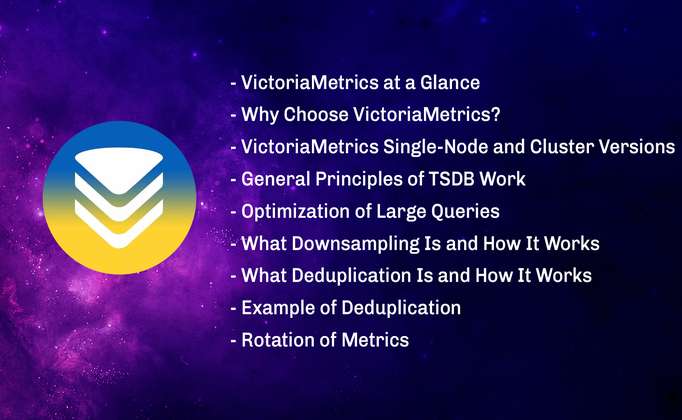 - VictoriaMetrics at a Glance
- Why Choose VictoriaMetrics?
- VictoriaMetrics Single-Node and Cluster Versions
- General Principles of TSDB Work
- Optimization of Large Queries
- What Downsampling Is and How It Works
- What Deduplication Is and How It Works
- Example of Deduplication
- Rotation of Metrics